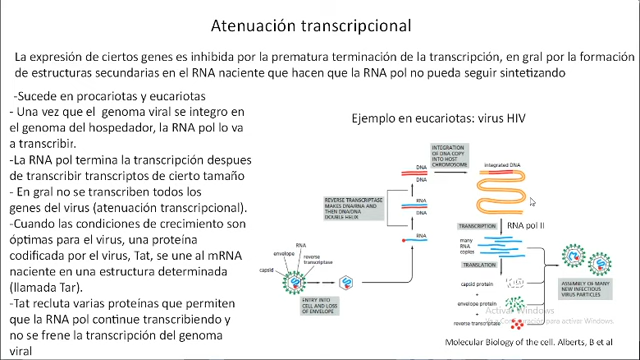 Atenuación transcripcional
La expresión de ciertos genes es inhibida por la prematura terminación de la transcripción, en gral por la formación
de estructuras secundarias en el RNA naciente que hacen que la RNA pol no pueda seguir sintetizando
-Sucede en procariotas y eucariotas
- Una vez que el genoma viral se integro en
el genoma del hospedador, la RNA pol lo va
a transcribir.
-La RNA pol termina la transcripción despues
de transcribir transcriptos de cierto tamaño
- En gral no se transcriben todos los
genes del virus (atenuación transcripcional).
-Cuando las condiciones de crecimiento son
óptimas para el virus, una proteína
codificada por el virus, Tat, se une al mRNA
naciente en una estructura determinada
(llamada Tar).
-Tat recluta varias proteínas que permiten
que la RNA pol continue transcribiendo y
no se frene la transcripción del genoma
viral
Ejemplo en eucariotas: virus HIV
INTEGRATION
OF DNA COPY
INTO HOST
CHROMOSOME
DNA
DNA
integrated DNA
REVERSE TRANSCRIPTASE
MAKES DNA/RNA AND
THEN DNA/DNA
DOUBLE HELIX
RNA
DNA
RNA
TRANSCRIPTION
RNA pol II
many
RNA
copies
TRANSLATION
RNA
envelope
reverse
transcriptase
capsid
ENTRY INTO
CELL AND LOSS
OF ENVELOPE
capsid protein
envelope protein
reverse transcriptase
ASSEMBLY OF MANY
NEW INFECTIOUS
VIRUS PARTICLES
Activar Windows
Configuración para activar Windows.
Molecular Biology of the cell. Alberts, B et al